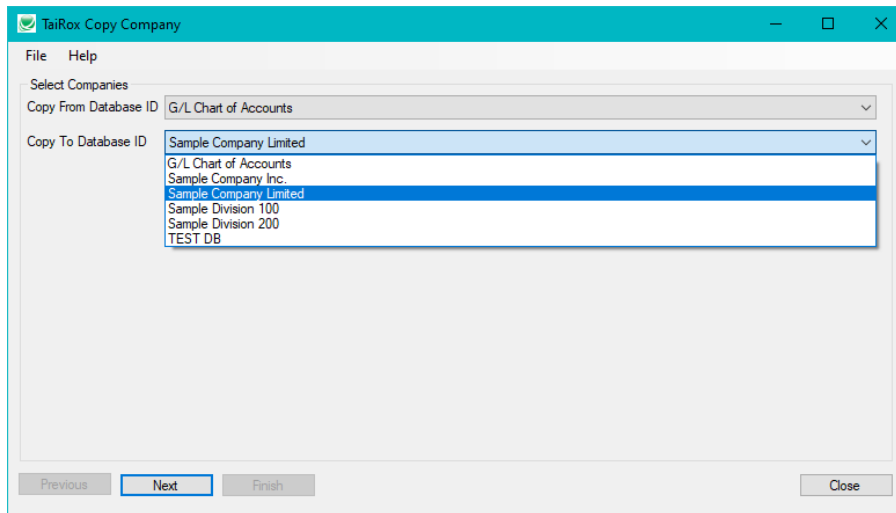 TaiRox Copy Company
File Help
Select Companies
Copy From Database ID G/L Chart of Accounts
Copy To Database ID Sample Company Limited
G/L Chart of Accounts
Sample Company Inc.
Sample Company Limited
Sample Division 100
Sample Division 200
TEST DB
Previous Next Finish Close